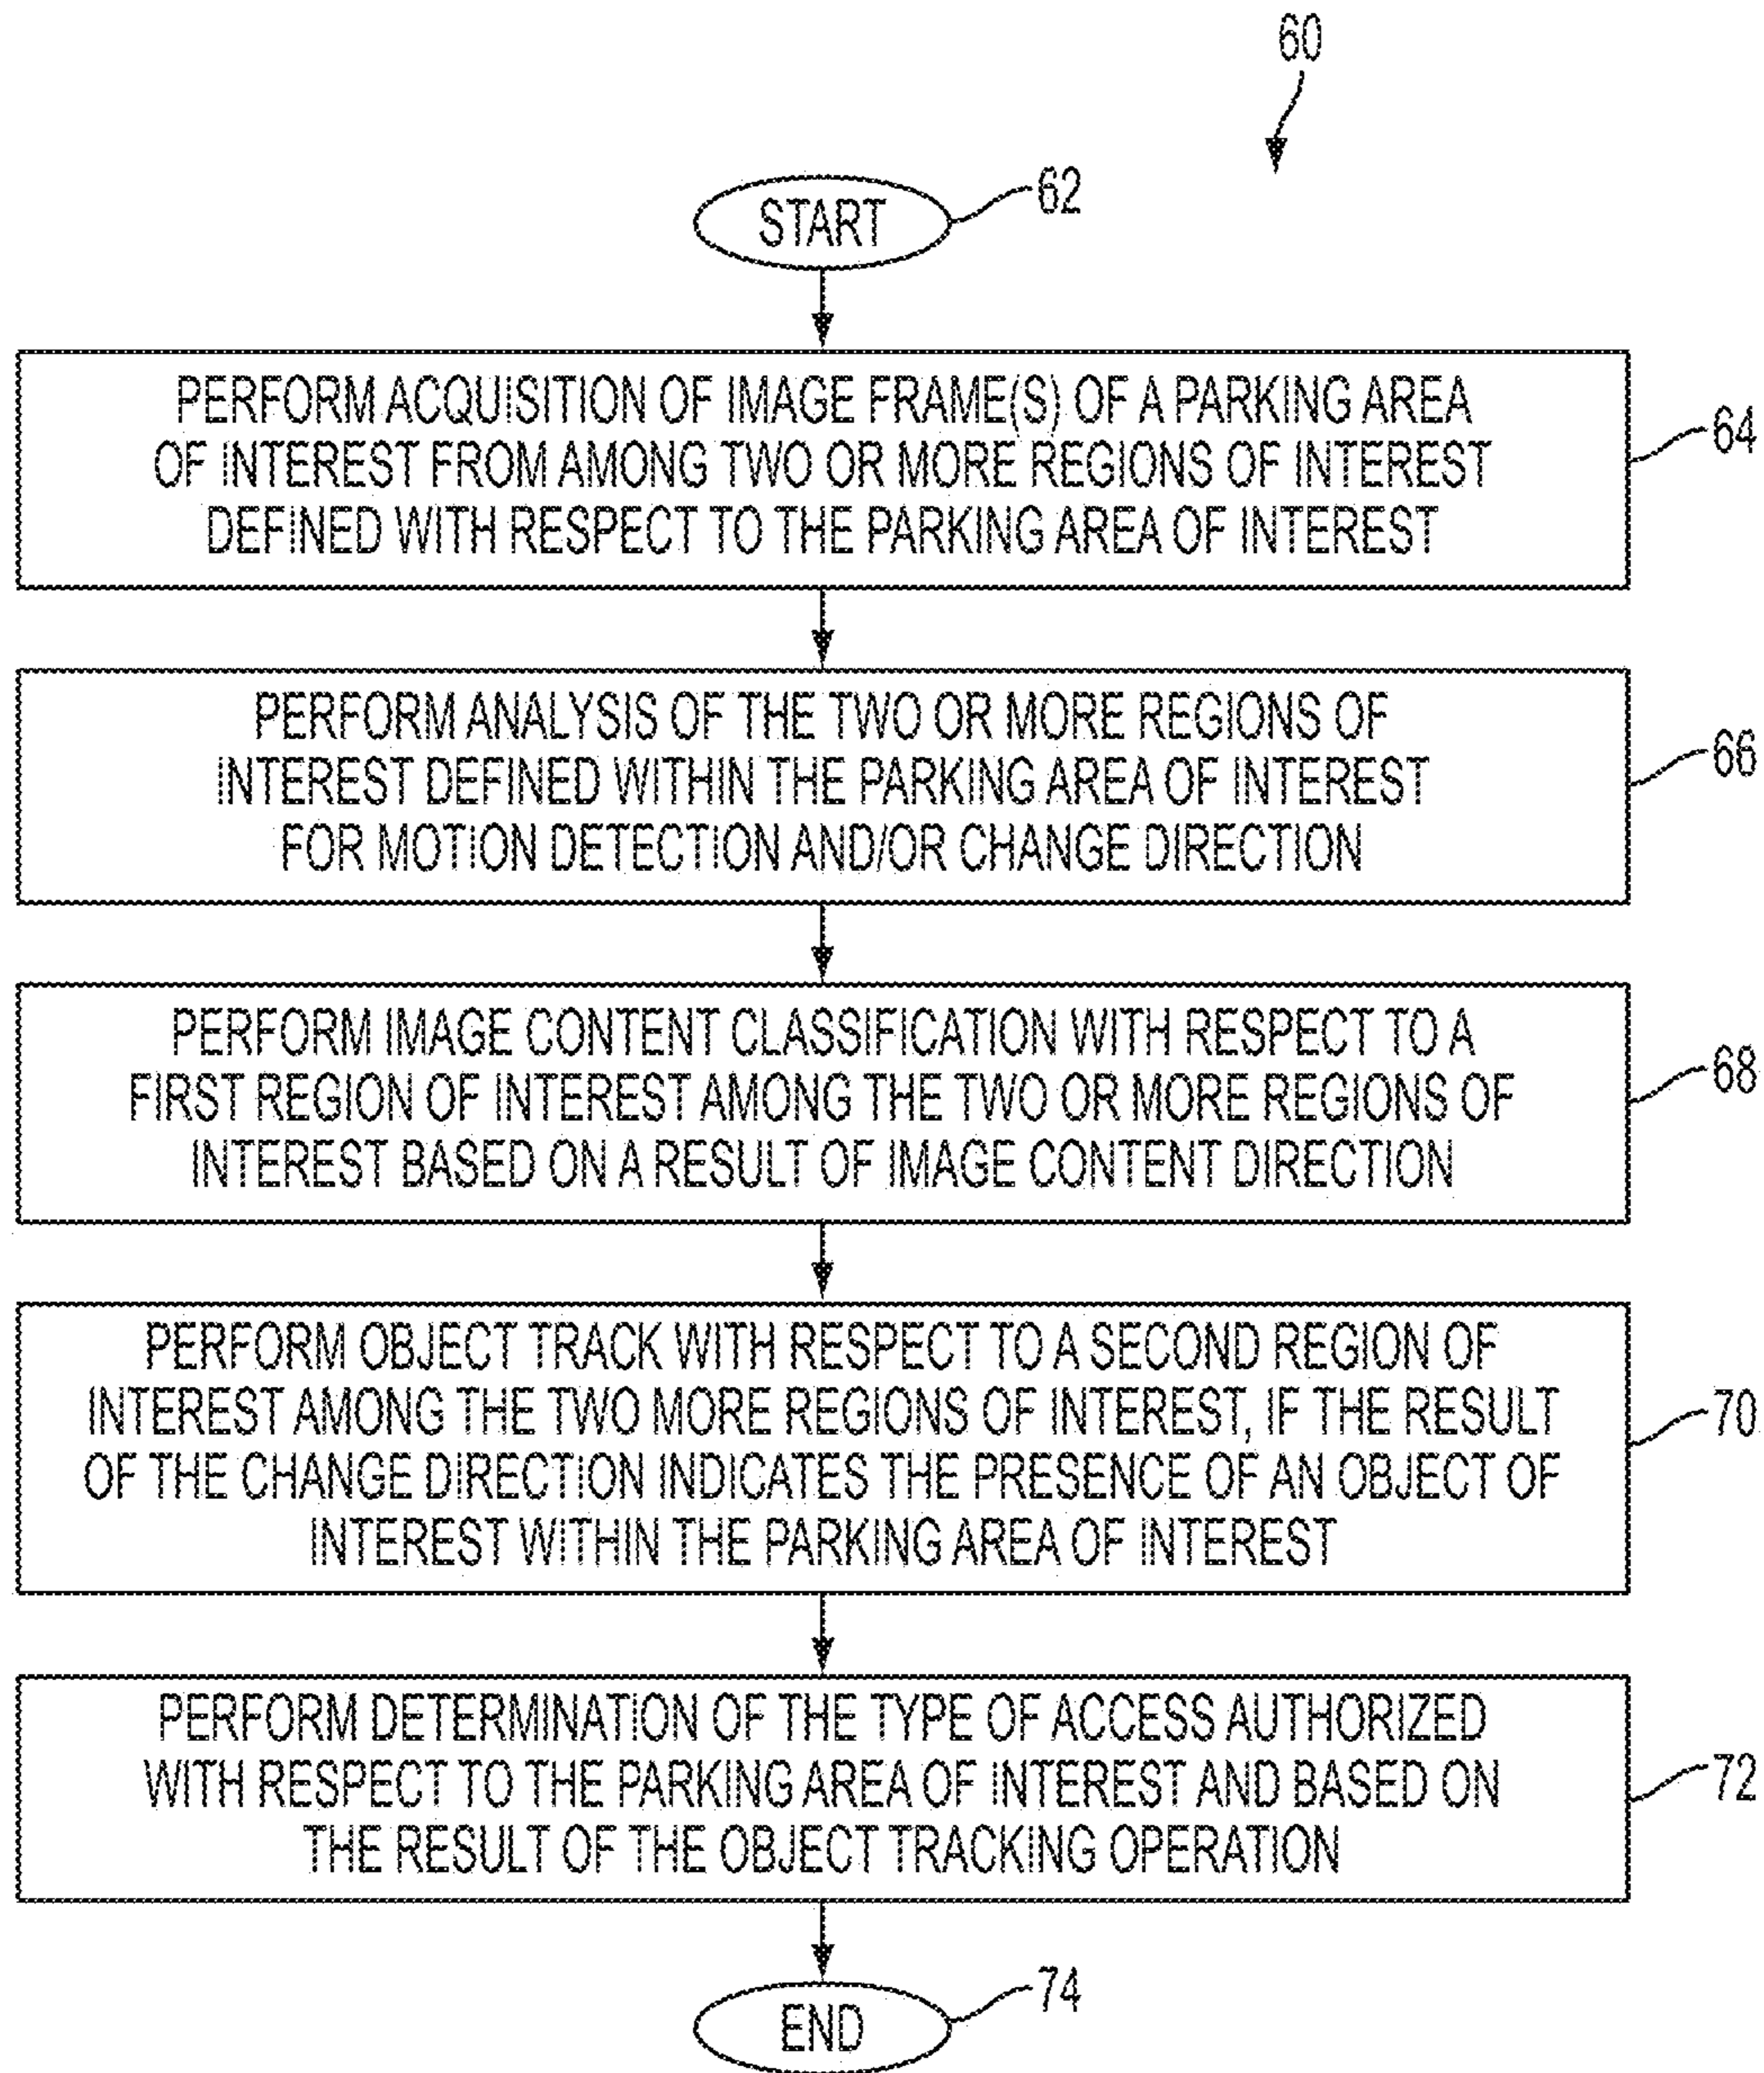 60
START
62
PERFORM ACQUISITION OF IMAGE FRAME(S) OF A PARKING AREA
OF INTEREST FROM AMONG TWO OR MORE REGIONS OF INTEREST
DEFINED WITH RESPECT TO THE PARKING AREA OF INTEREST
64
PERFORM ANALYSIS OF THE TWO OR MORE REGIONS OF
INTEREST DEFINED WITHIN THE PARKING AREA OF INTEREST
FOR MOTION DETECTION AND/OR CHANGE DIRECTION
66
PERFORM IMAGE CONTENT CLASSIFICATION WITH RESPECT TO A
FIRST REGION OF INTEREST AMONG THE TWO OR MORE REGIONS OF
INTEREST BASED ON A RESULT OF IMAGE CONTENT DIRECTION
68
PERFORM OBJECT TRACK WITH RESPECT TO A SECOND REGION OF
INTEREST AMONG THE TWO MORE REGIONS OF INTEREST, IF THE RESULT
OF THE CHANGE DIRECTION INDICATES THE PRESENCE OF AN OBJECT OF
INTEREST WITHIN THE PARKING AREA OF INTEREST
70
PERFORM DETERMINATION OF THE TYPE OF ACCESS AUTHORIZED
WITH RESPECT TO THE PARKING AREA OF INTEREST AND BASED ON
THE RESULT OF THE OBJECT TRACKING OPERATION
72
END
74